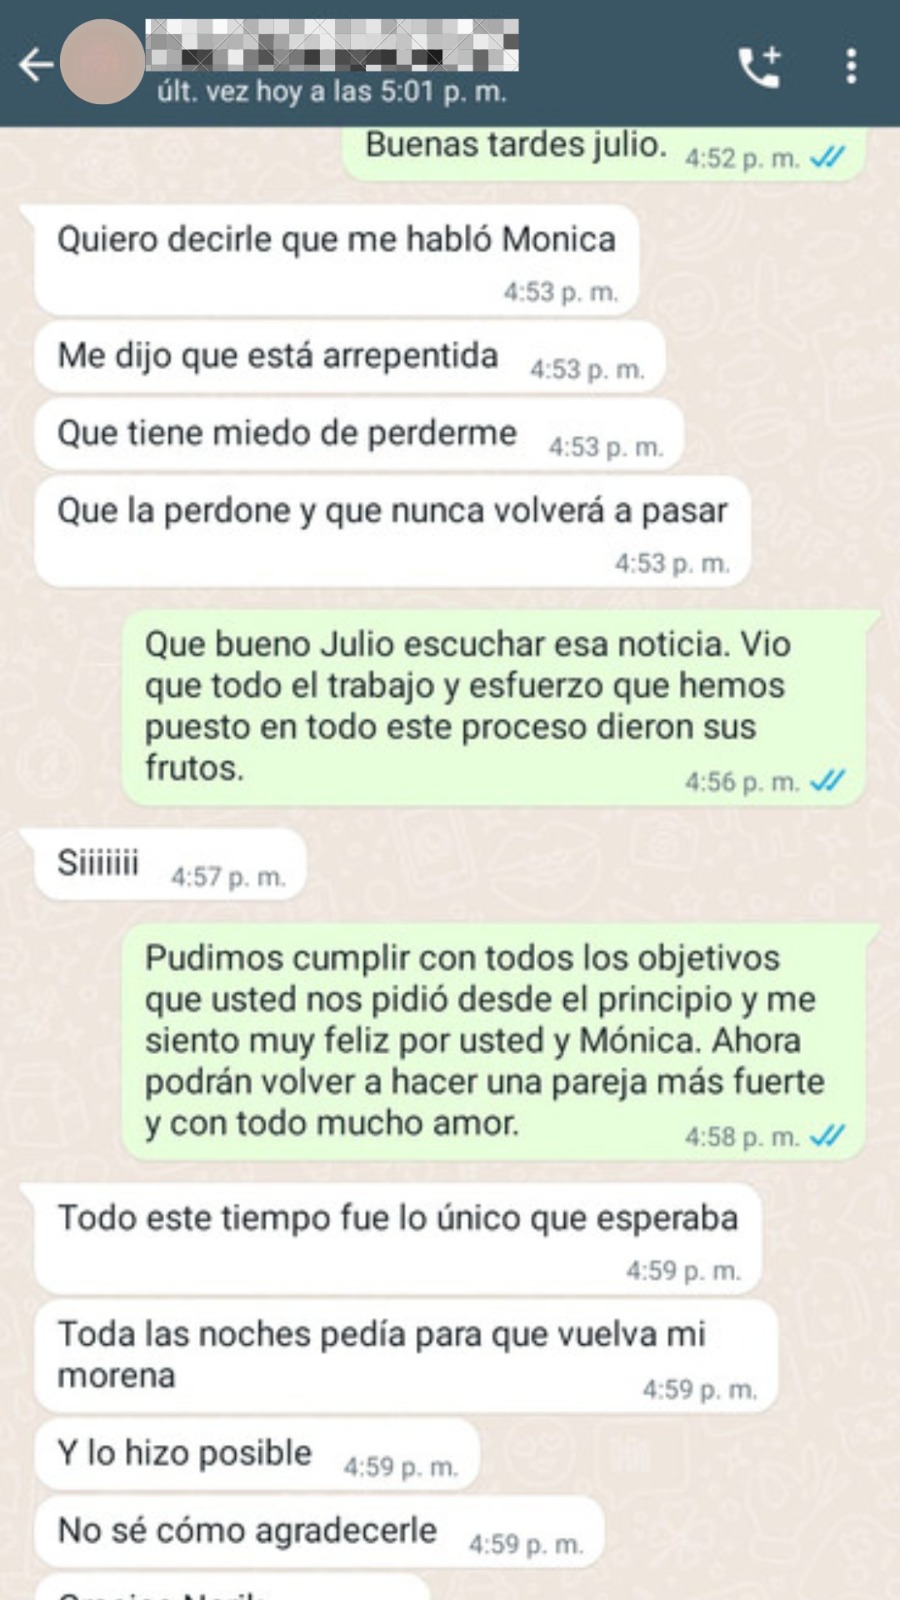 últ. vez hoy a las 5:01 p. m.
Buenas tardes julio. 4:52 p. m.
Quiero decirle que me habló Monica
4:53 p. m.
Me dijo que está arrepentida 4:53 p. m.
Que tiene miedo de perderme 4:53 p. m.
Que la perdone y que nunca volverá a pasar
4:53 p. m.
Que bueno Julio escuchar esa noticia. Vio
que todo el trabajo y esfuerzo que hemos
puesto en todo este proceso dieron sus
frutos. 4:56 p. m.
Siiiiiii 4:57 p. m.
Pudimos cumplir con todos los objetivos
que usted nos pidió desde el principio y me
siento muy feliz por usted y Mónica. Ahora
podrán volver a hacer una pareja más fuerte
y con todo mucho amor. 4:58 p. m.
Todo este tiempo fue lo único que esperaba
4:59 p. m.
Toda las noches pedía para que vuelva mi
morena 4:59 p. m.
Y lo hizo posible 4:59 p. m.
No sé cómo agradecerle 4:59 p. m.